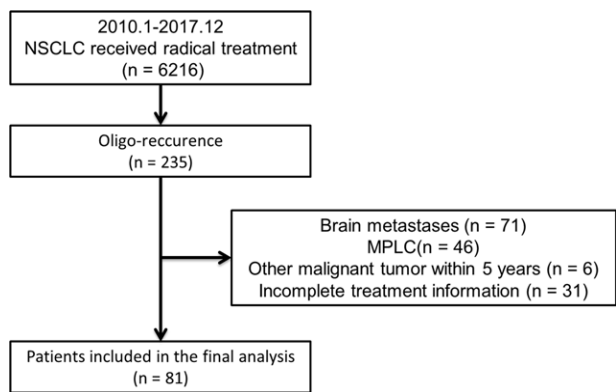 2010.1-2017.12
NSCLC received radical treatment
(n = 6216)
Oligo-reccurence
(n = 235)
Brain metastases (n = 71)
MPLC(n = 46)
Other malignant tumor within 5 years (n = 6)
Incomplete treatment information (n = 31)
Patients included in the final analysis
(n = 81)